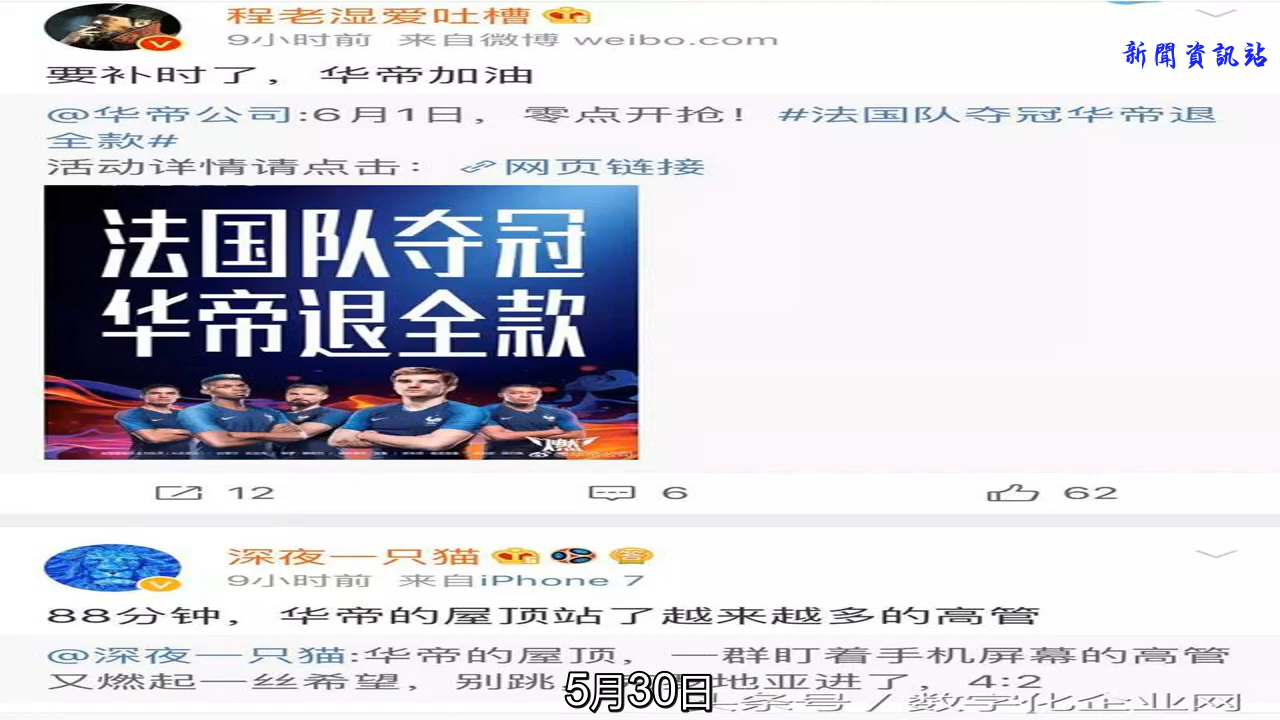 程老湿爱吐槽
9小时前 来自微博 weibo.com
新聞資訊站
要补时了，华帝加油
@华帝公司:6月1日，零点开抢！#法国队夺冠华帝退
全款#
活动详情请点击： 网页链接
法国队夺冠
华帝退全款
燃
12
6
62
深夜一只猫
9小时前 来自iPhone 7
88分钟，华帝的屋顶站了越来越多的高管
@深夜一只猫:华帝的屋顶，一群盯着手机屏幕的高管
又燃起一丝希望，别跳，地亚进了，4:2
5月30日
头条号 / 数字化企业网